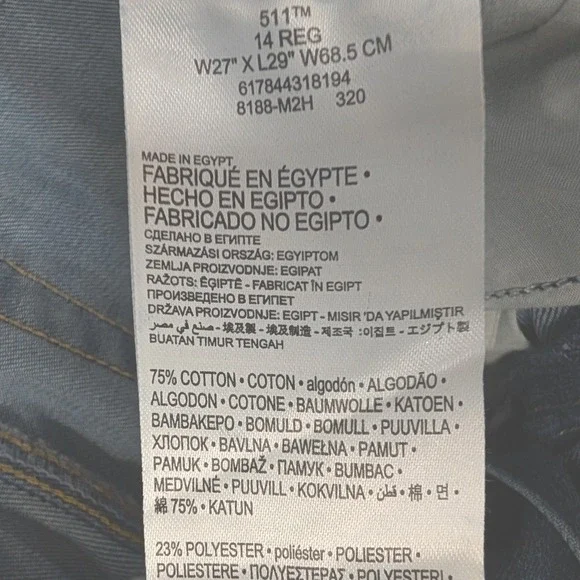 511™
14 REG
W27" X L29" W68.5 CM
617844318194
8188-M2H 320
MADE IN EGYPT
FABRIQUÉ EN ÉGYPTE •
HECHO EN EGIPTO •
FABRICADO NO EGIPTO •
СДЕЛАНО В ЕГИПТЕ
SZÁRMAZÁSI ORSZÁG: EGYIPTOM
ZEMLJA PROIZVODNJE: EGIPAT
RAŽOTS: ĒĢIPTĒ - FABRICAT ÎN EGIPT
ПРОИЗВЕДЕНО В ЕГИПЕТ
DRŽAVA PROIZVODNJE: EGIPT - MISIR 'DA YAPILMIŞTIR
صنع في مصر - 埃及製 - 埃及制造 - 제조국 :이집트 - エジプト製
BUATAN TIMUR TENGAH
75% COTTON • COTON • algodón • ALGODÃO •
ALGODON • COTONE • BAUMWOLLE • KATOEN •
ΒΑΜΒΑΚΕΡΟ • BOMULD • BOMULL • PUUVILLA •
ХЛОПОК • BAVLNA • BAWEŁNA • PAMUT •
PAMUK • BOMBAŽ • ПАМУК • BUMBAC •
MEDVILNĖ • PUUVILL • KOKVILNA • قطن • 棉 • 면 •
綿 75% • KATUN
23% POLYESTER • poliéster • POLIESTER •
POLIESTERE • ΠΟΛΥΕΣΤΕΡΑΣ • POLYESTERI •